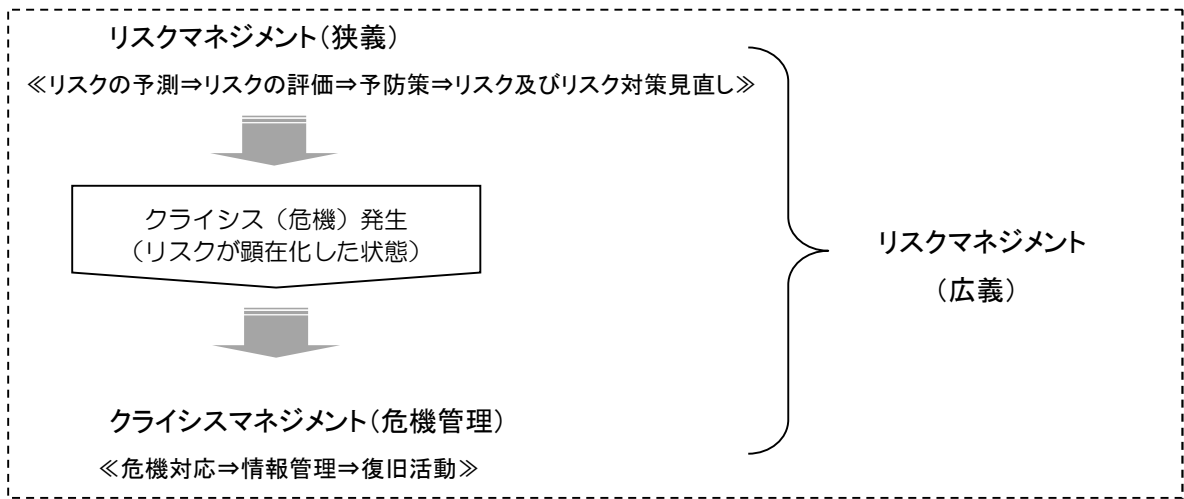 リスクマネジメント（狭義）
≪リスクの予測⇒リスクの評価⇒予防策⇒リスク及びリスク対策見直し≫
クライシス（危機）発生
（リスクが顕在化した状態）
リスクマネジメント
（広義）
クライシスマネジメント（危機管理）
≪危機対応⇒情報管理⇒復旧活動≫